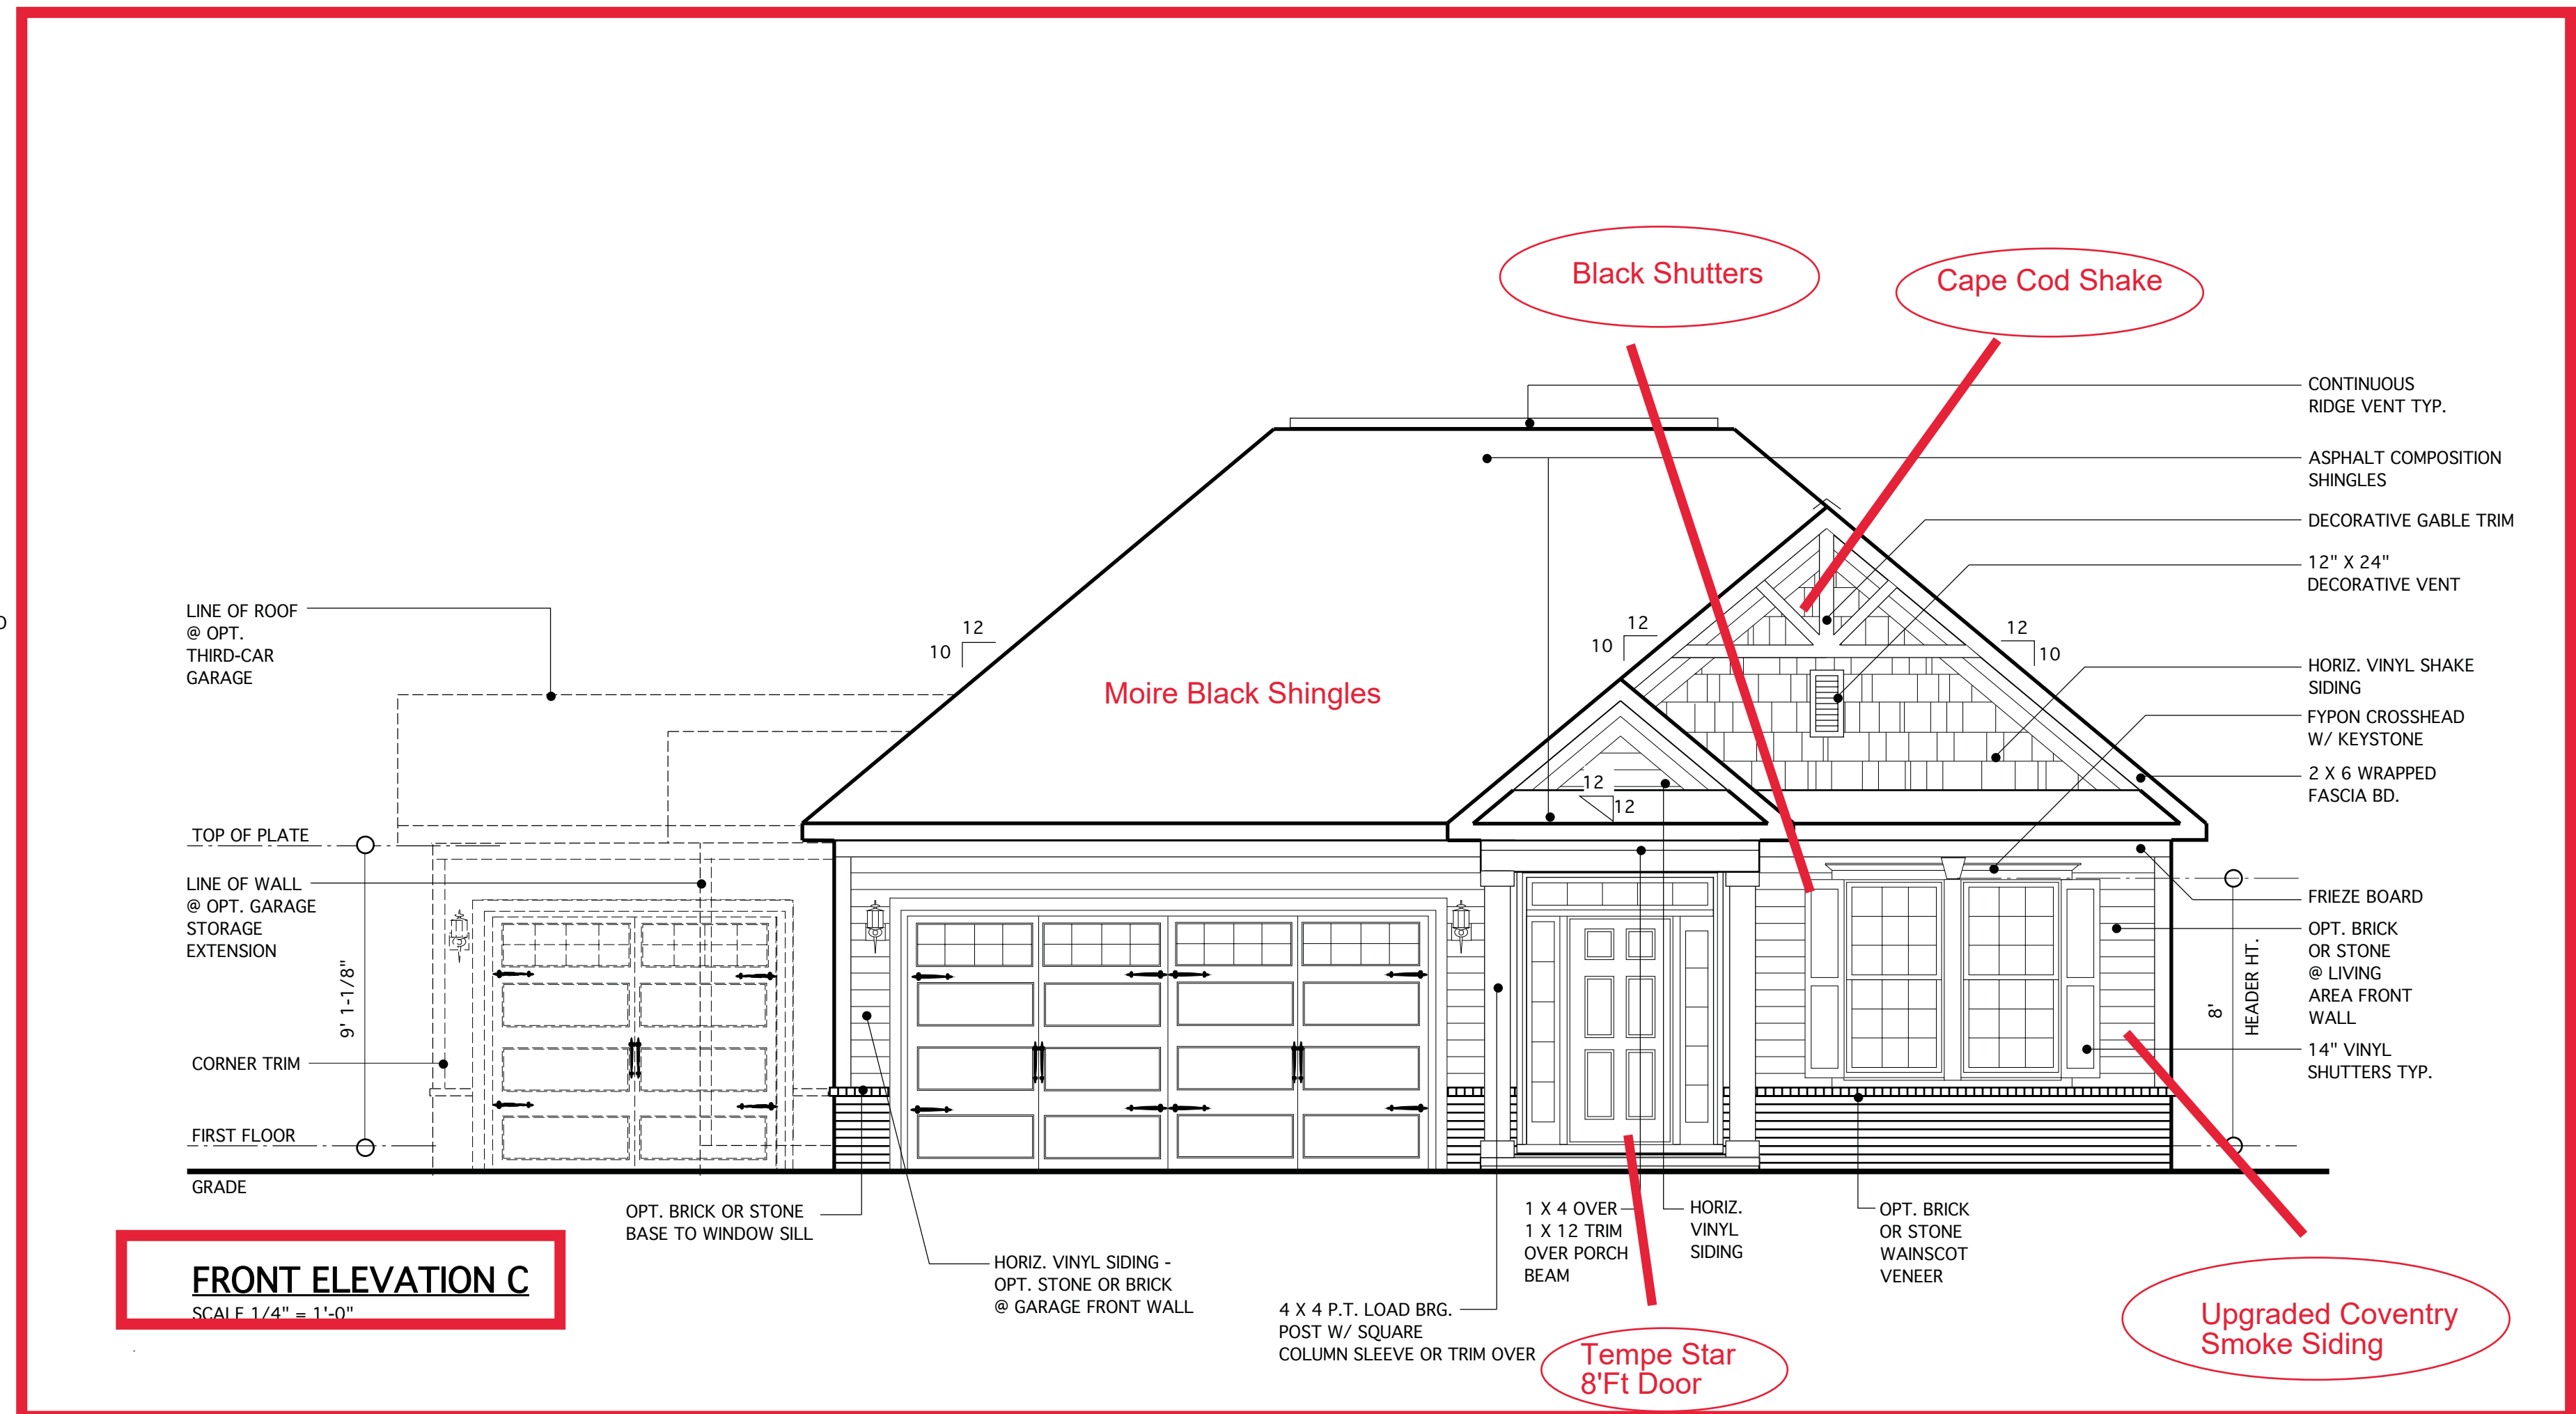 Black Shutters
Cape Cod Shake
CONTINUOUS
RIDGE VENT TYP.
ASPHALT COMPOSITION
SHINGLES
DECORATIVE GABLE TRIM
12" X 24"
DECORATIVE VENT
LINE OF ROOF
@ OPT.
THIRD-CAR
GARAGE
12
10
12
10
12
10
HORIZ. VINYL SHAKE
SIDING
Moire Black Shingles
FYPON CROSSHEAD
W/ KEYSTONE
2 X 6 WRAPPED
FASCIA BD.
12
12
TOP OF PLATE
LINE OF WALL
@ OPT. GARAGE
STORAGE
EXTENSION
9' 1-1/8"
CORNER TRIM
FIRST FLOOR
GRADE
FRIEZE BOARD
OPT. BRICK
OR STONE
@ LIVING
AREA FRONT
WALL
8'
HEADER HT.
14" VINYL
SHUTTERS TYP.
OPT. BRICK OR STONE
BASE TO WINDOW SILL
HORIZ. VINYL SIDING -
OPT. STONE OR BRICK
@ GARAGE FRONT WALL
4 X 4 P.T. LOAD BRG.
POST W/ SQUARE
COLUMN SLEEVE OR TRIM OVER
1 X 4 OVER
1 X 12 TRIM
OVER PORCH
BEAM
HORIZ.
VINYL
SIDING
OPT. BRICK
OR STONE
WAINSCOT
VENEER
FRONT ELEVATION C
SCALE 1/4" = 1'-0"
Tempe Star
8'Ft Door
Upgraded Coventry
Smoke Siding